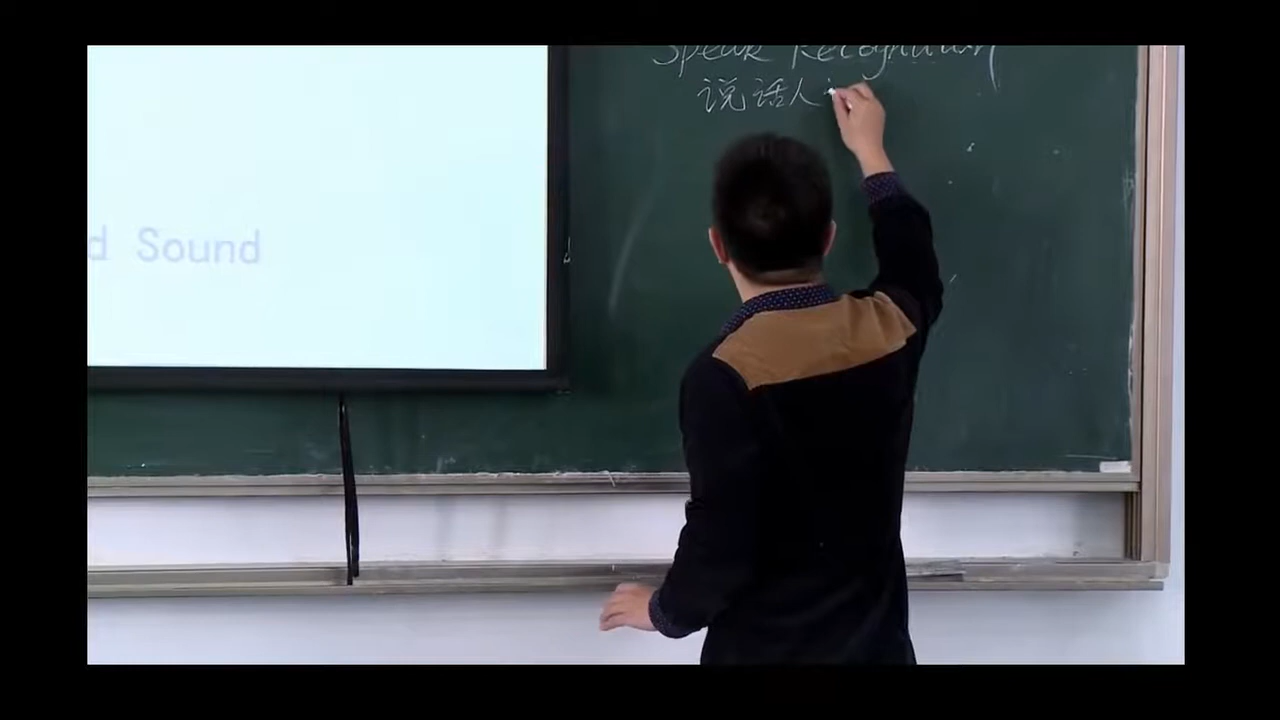 Speak Recognition
说话人
d Sound